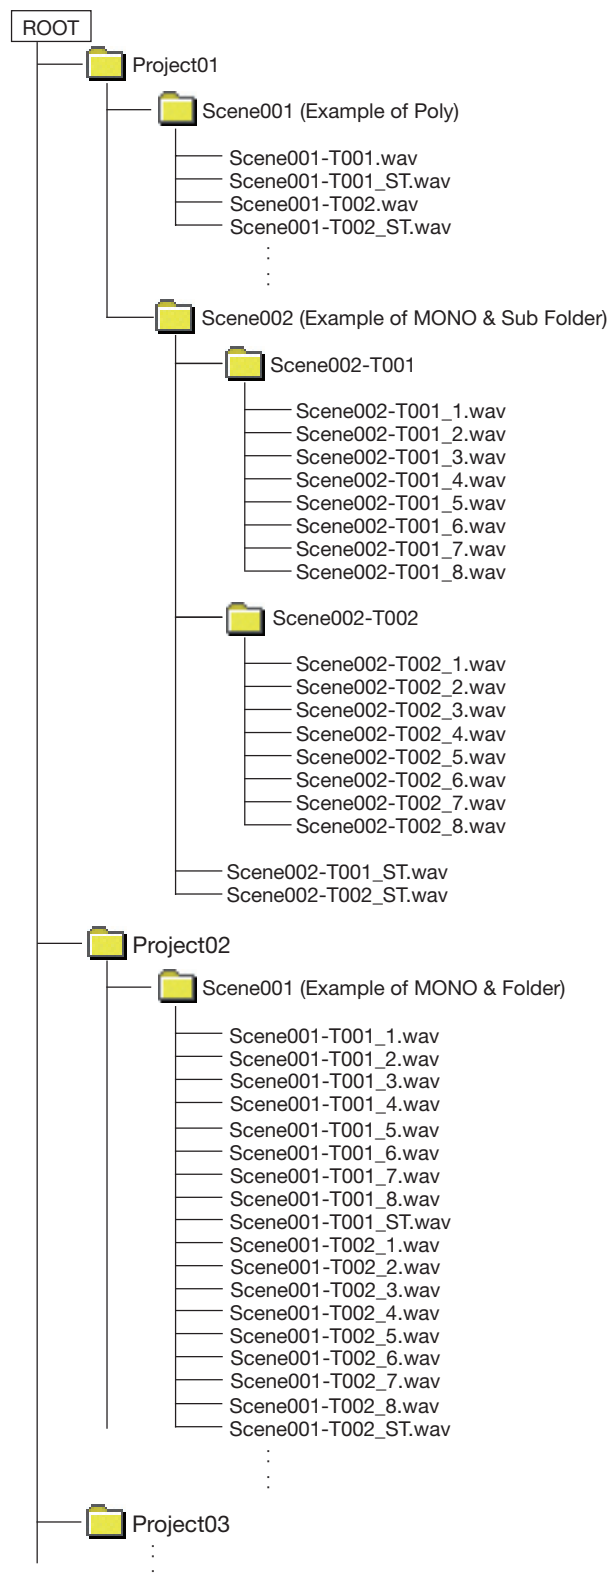 ROOT
Project01
Scene001 (Example of Poly)
Scene001-T001.wav
Scene001-T001_ST.wav
Scene001-T002.wav
Scene001-T002_ST.wav
Scene002 (Example of MONO & Sub Folder)
Scene002-T001
Scene002-T001_1.wav
Scene002-T001_2.wav
Scene002-T001_3.wav
Scene002-T001_4.wav
Scene002-T001_5.wav
Scene002-T001_6.wav
Scene002-T001_7.wav
Scene002-T001_8.wav
Scene002-T002
Scene002-T002_1.wav
Scene002-T002_2.wav
Scene002-T002_3.wav
Scene002-T002_4.wav
Scene002-T002_5.wav
Scene002-T002_6.wav
Scene002-T002_7.wav
Scene002-T002_8.wav
Scene002-T001_ST.wav
Scene002-T002_ST.wav
Project02
Scene001 (Example of MONO & Folder)
Scene001-T001_1.wav
Scene001-T001_2.wav
Scene001-T001_3.wav
Scene001-T001_4.wav
Scene001-T001_5.wav
Scene001-T001_6.wav
Scene001-T001_7.wav
Scene001-T001_8.wav
Scene001-T001_ST.wav
Scene001-T002_1.wav
Scene001-T002_2.wav
Scene001-T002_3.wav
Scene001-T002_4.wav
Scene001-T002_5.wav
Scene001-T002_6.wav
Scene001-T002_7.wav
Scene001-T002_8.wav
Scene001-T002_ST.wav
Project03